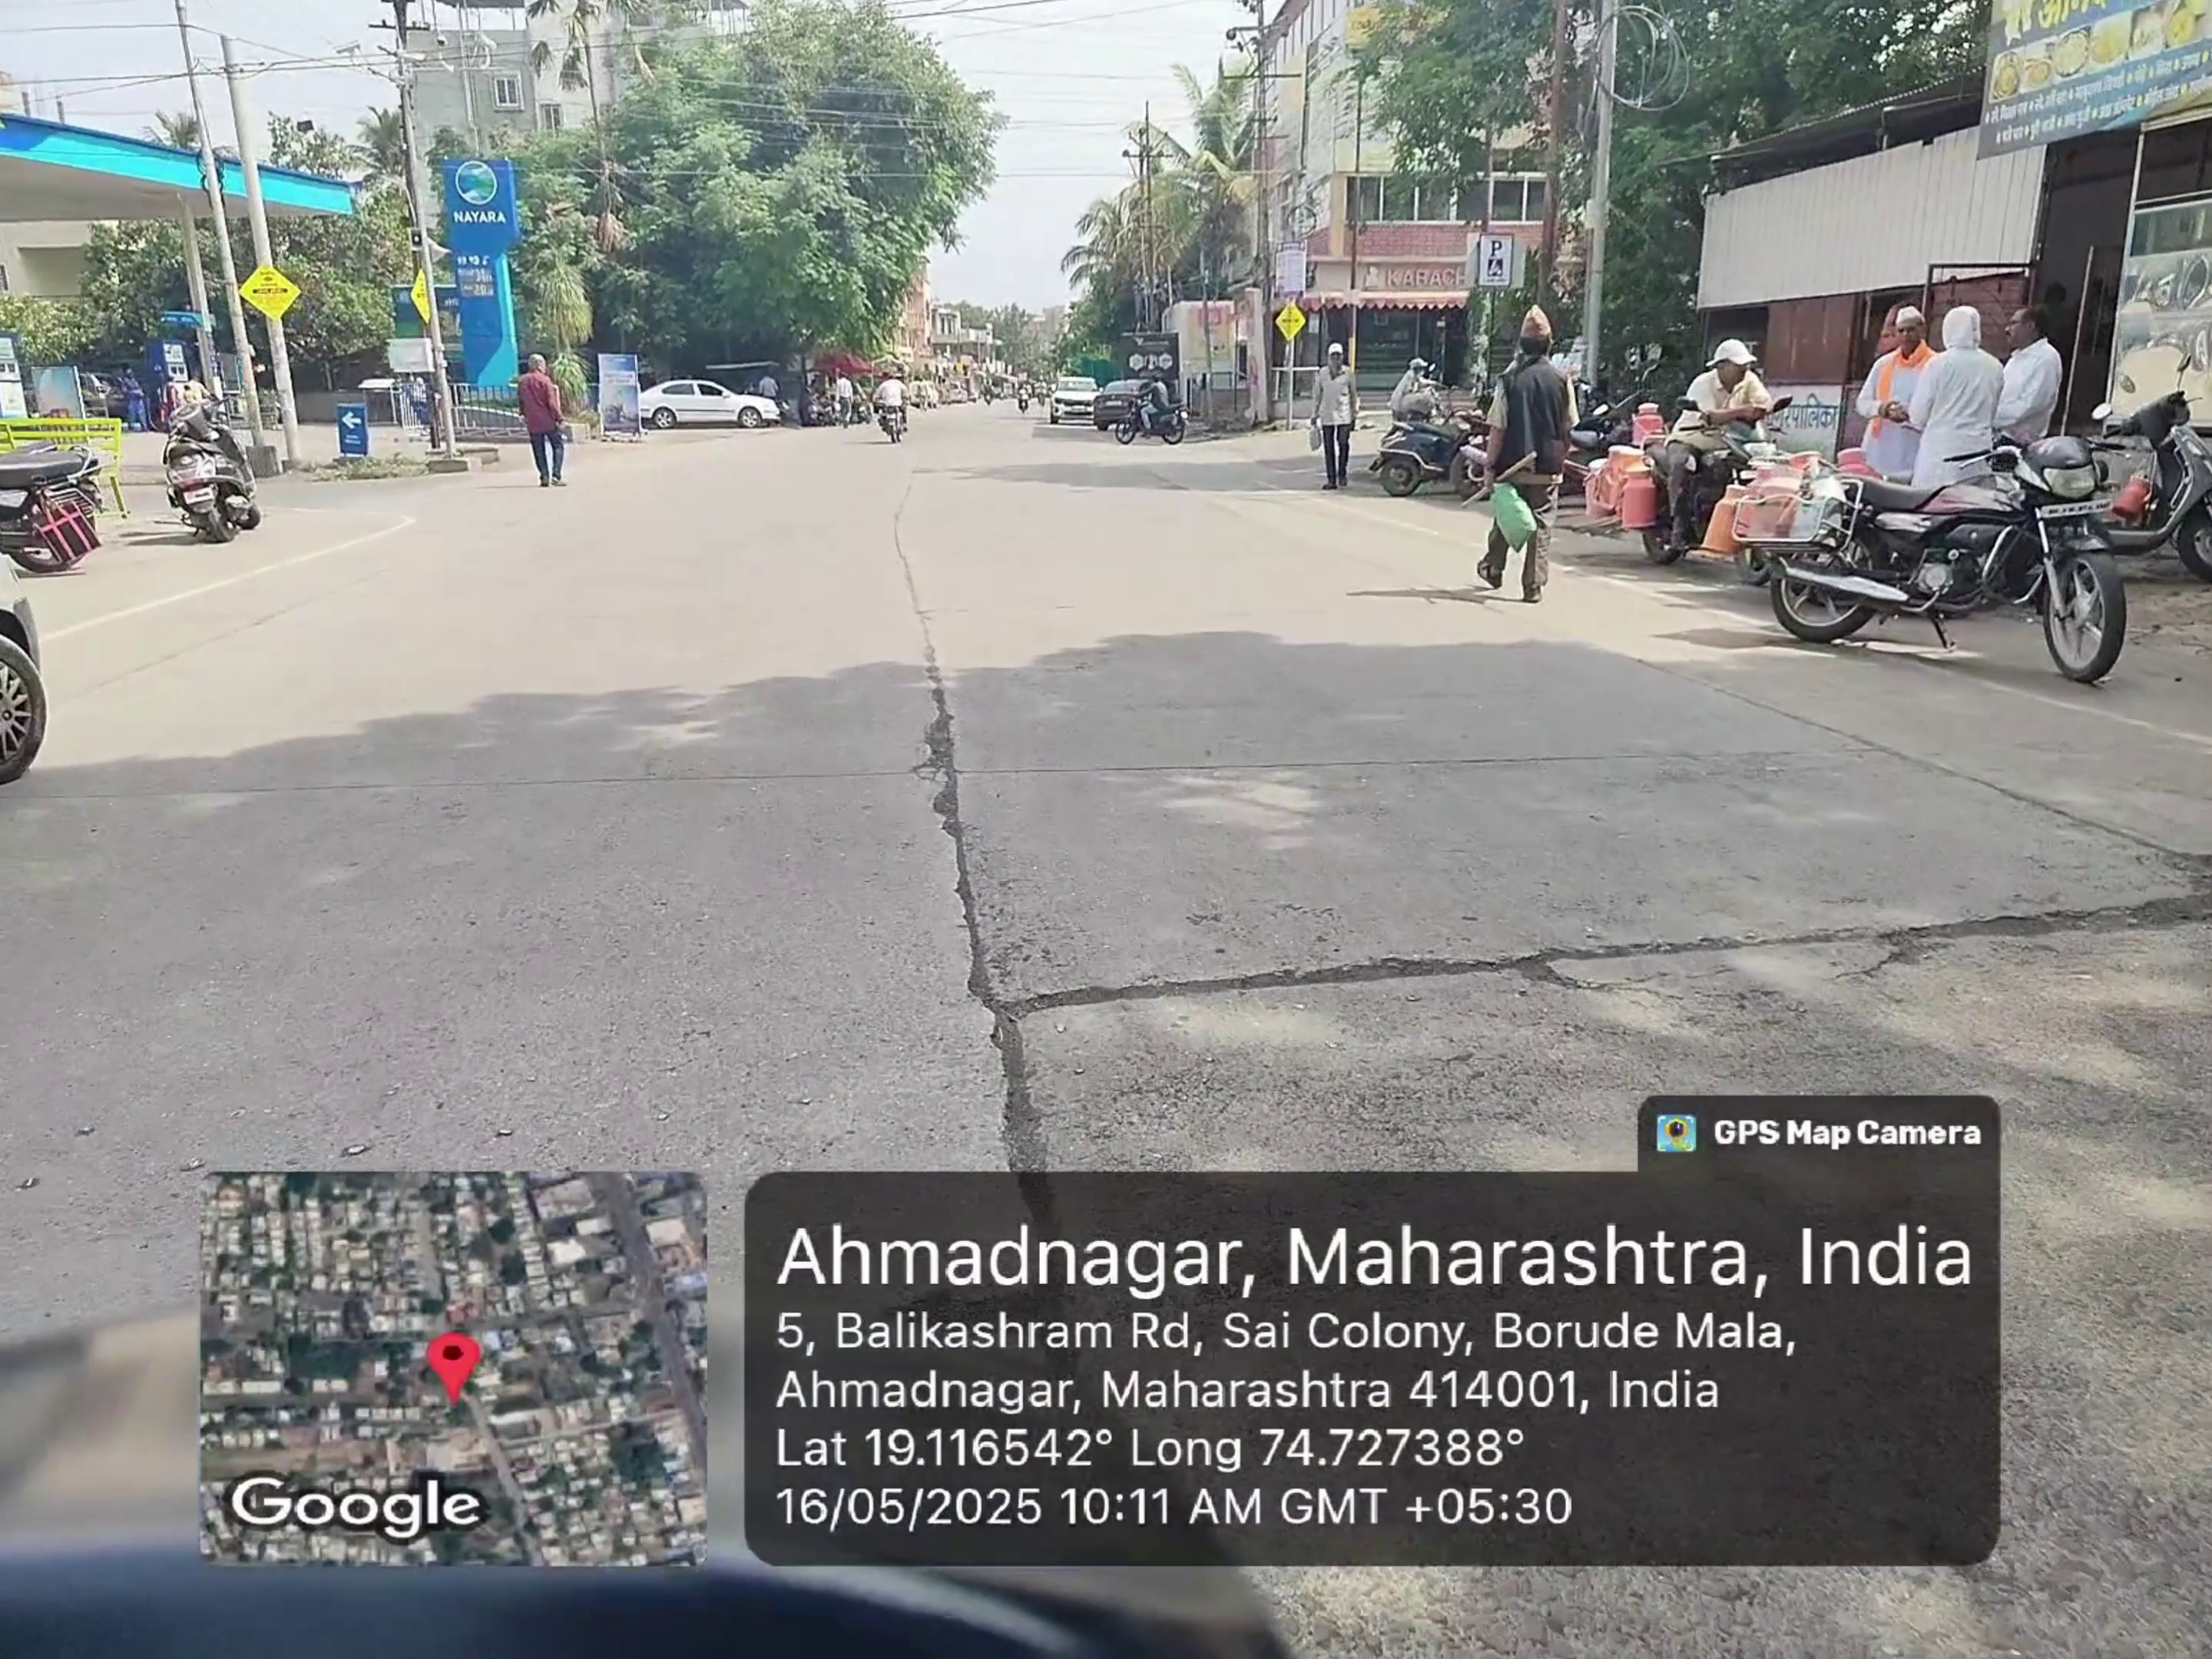 NAYARA
P
KARACH
GPS Map Camera
Ahmadnagar, Maharashtra, India
5, Balikashram Rd, Sai Colony, Borude Mala,
Ahmadnagar, Maharashtra 414001, India
Lat 19.116542° Long 74.727388°
16/05/2025 10:11 AM GMT +05:30
Google